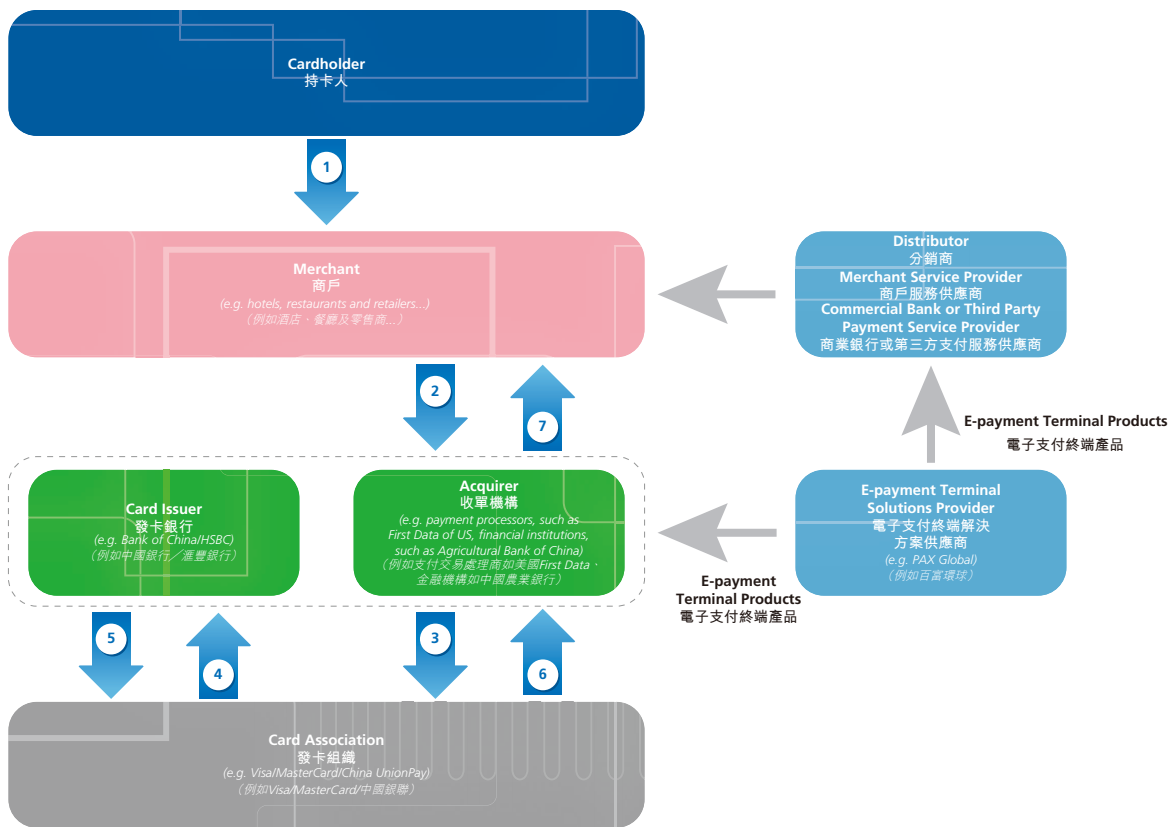 Cardholder
持卡人
1
Merchant
商戶
(e.g. hotels, restaurants and retailers...)
（例如酒店、餐廳及零售商...）
Distributor
分銷商
Merchant Service Provider
商戶服務供應商
Commercial Bank or Third Party
Payment Service Provider
商業銀行或第三方支付服務供應商
2
7
E-payment Terminal Products
電子支付終端產品
Card Issuer
發卡銀行
(e.g. Bank of China/HSBC)
（例如中國銀行／滙豐銀行）
Acquirer
收單機構
(e.g. payment processors, such as
First Data of US, financial institutions,
such as Agricultural Bank of China)
（例如支付交易處理商如美國First Data、
金融機構如中國農業銀行）
E-payment Terminal
Solutions Provider
電子支付終端解決
方案供應商
(e.g. PAX Global)
（例如百富環球）
E-payment
Terminal Products
電子支付終端產品
5
4
3
6
Card Association
發卡組織
(e.g. Visa/MasterCard/China UnionPay)
（例如Visa/MasterCard/中國銀聯）